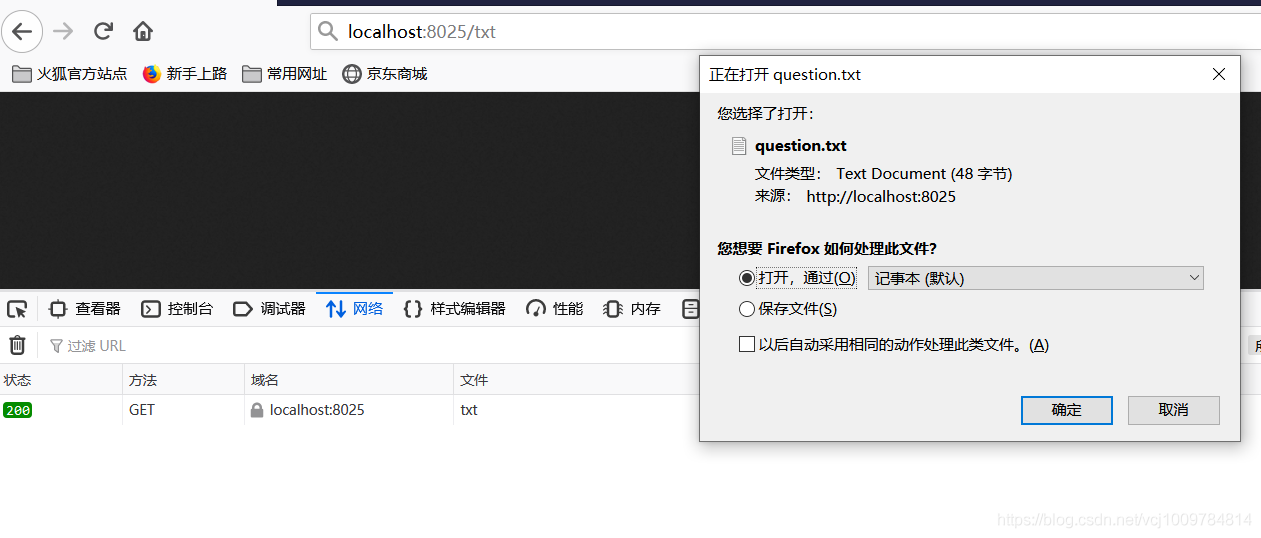 localhost:8025/txt
火狐官方站点 新手上路 常用网址 京东商城
正在打开 question.txt
您选择了打开:
question.txt
文件类型: Text Document (48 字节)
来源: http://localhost:8025
您想要 Firefox 如何处理此文件?
打开，通过(O) 记事本 (默认)
保存文件(S)
以后自动采用相同的动作处理此类文件。(A)
确定 取消
查看器 控制台 调试器 网络 样式编辑器 性能 内存
过滤 URL
状态 方法 域名 文件
200 GET localhost:8025 txt
https://blog.csdn.net/vcj1009784814